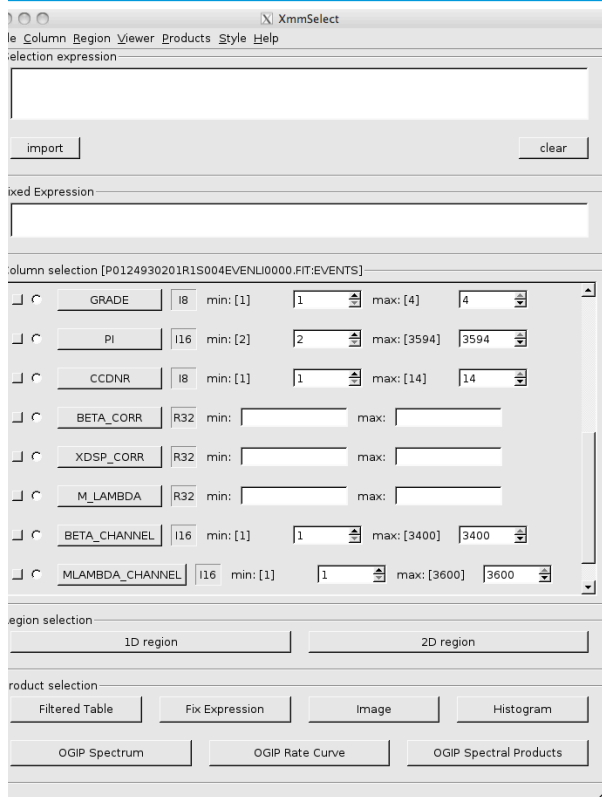 XmmSelect
le Column Region Viewer Products Style Help
Selection expression
import clear
ixed Expression
Column selection [P0124930201R1S004EVENLI0000.FIT:EVENTS]
GRADE I8 min: [1] 1 max: [4] 4
PI I16 min: [2] 2 max: [3594] 3594
CCDNR I8 min: [1] 1 max: [14] 14
BETA_CORR R32 min: max:
XDSP_CORR R32 min: max:
M_LAMBDA R32 min: max:
BETA_CHANNEL I16 min: [1] 1 max: [3400] 3400
MLAMBDA_CHANNEL I16 min: [1] 1 max: [3600] 3600
egion selection
1D region 2D region
roduct selection
Filtered Table Fix Expression Image Histogram
OGIP Spectrum OGIP Rate Curve OGIP Spectral Products